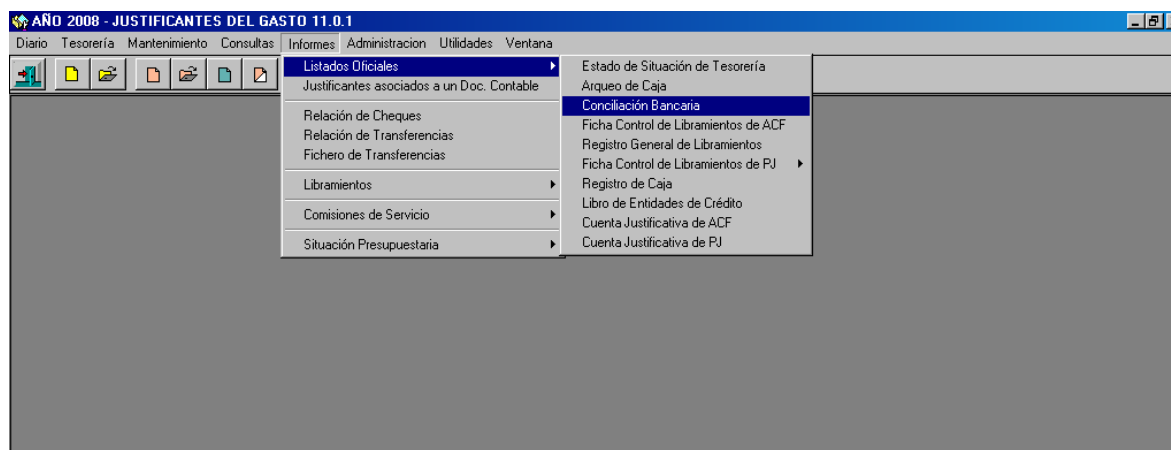 AÑO 2008 - JUSTIFICANTES DEL GASTO 11.0.1
Diario Tesorería Mantenimiento Consultas Informes Administracion Utilidades Ventana
Listados Oficiales
Justificantes asociados a un Doc. Contable
Relación de Cheques
Relación de Transferencias
Fichero de Transferencias
Libramientos
Comisiones de Servicio
Situación Presupuestaria
Estado de Situación de Tesorería
Arqueo de Caja
Conciliación Bancaria
Ficha Control de Libramientos de ACF
Registro General de Libramientos
Ficha Control de Libramientos de PJ
Registro de Caja
Libro de Entidades de Crédito
Cuenta Justificativa de ACF
Cuenta Justificativa de PJ